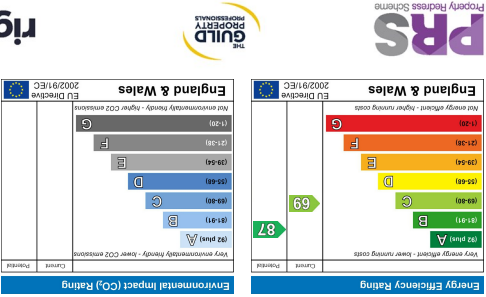 Energy Efficiency Rating
Current
Potential
Very energy efficient - lower running costs
(92 plus) A
(81-91) B
(69-80) C
(55-68) D
(39-54) E
(21-38) F
(1-20) G
Not energy efficient - higher running costs
69
87
England & Wales
EU Directive
2002/91/EC
Environmental Impact (CO2) Rating
Current
Potential
Very environmentally friendly - lower CO2 emissions
(92 plus) A
(81-91) B
(69-80) C
(55-68) D
(39-54) E
(21-38) F
(1-20) G
Not environmentally friendly - higher CO2 emissions
England & Wales
EU Directive
2002/91/EC
PRS
Property Redress Scheme
THE
GUILD
PROPERTY
PROFESSIONALS
rig